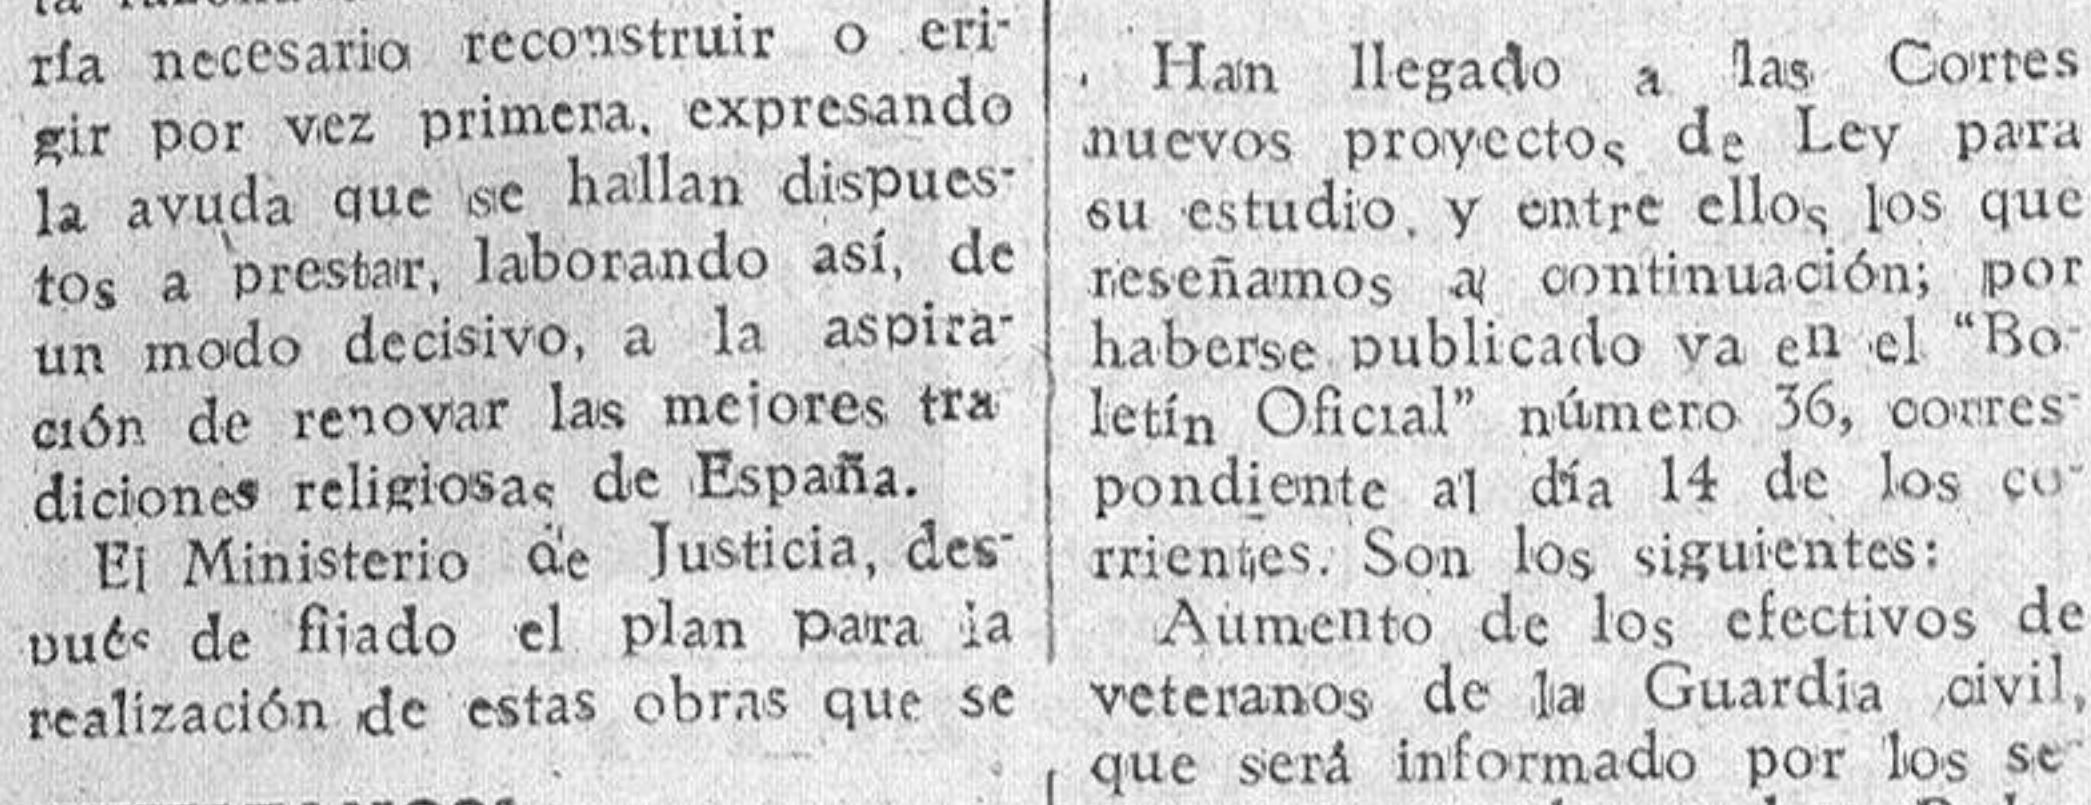 ría necesario reconstruir o eri-
gir por vez primera, expresando
la ayuda que se hallan dispues-
tos a prestar, laborando así, de
un modo decisivo, a la aspira-
ción de renovar las mejores tra
diciones religiosas de España.
El Ministerio de Justicia, des-
pués de fijado el plan para la
realización de estas obras que se
Han llegado a las Cortes
nuevos proyectos de Ley para
su estudio, y entre ellos los que
reseñamos a continuación; por
haberse publicado ya en el “Bo-
letín Oficial” número 36, corres-
pondiente al día 14 de los co-
rrientes. Son los siguientes:
Aumento de los efectivos de
veteranos de la Guardia civil,
que será informado por los se-